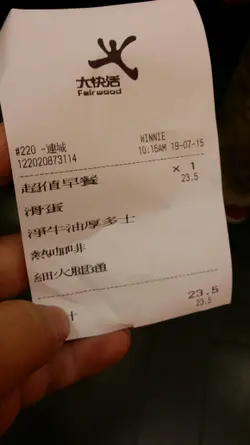 大快活
Fairwood
#220 -連城 WINNIE
122020873114 10:16AM 19-07-15
超值早餐 × 1
23.5
滑蛋
淨牛油厚多士
熱咖啡
細火腿通
計 23.5
23.5